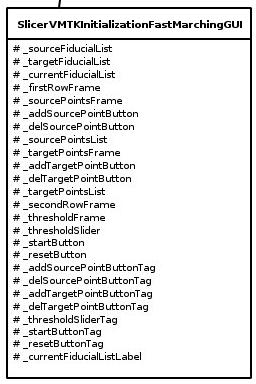 SlicerVMTKInitializationFastMarchingGUI
# _sourceFiducialList
# _targetFiducialList
# _currentFiducialList
# _firstRowFrame
# _sourcePointsFrame
# _addSourcePointButton
# _delSourcePointButton
# _sourcePointsList
# _targetPointsFrame
# _addTargetPointButton
# _delTargetPointButton
# _targetPointsList
# _secondRowFrame
# _thresholdFrame
# _thresholdSlider
# _startButton
# _resetButton
# _addSourcePointButtonTag
# _delSourcePointButtonTag
# _addTargetPointButtonTag
# _delTargetPointButtonTag
# _thresholdSliderTag
# _startButtonTag
# _resetButtonTag
# _currentFiducialListLabel